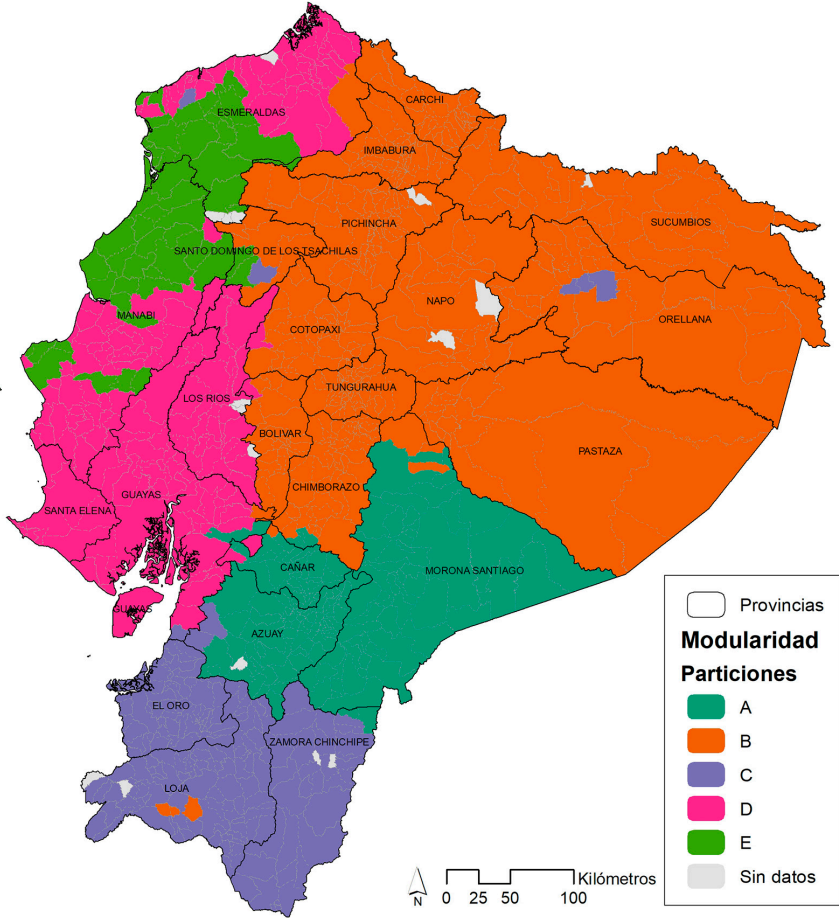 CARCHI
ESMERALDAS
IMBABURA
PICHINCHA
SUCUMBIOS
SANTO DOMINGO DE LOS TSACHILAS
NAPO
MANABI
ORELLANA
COTOPAXI
TUNGURAHUA
LOS RIOS
BOLIVAR
PASTAZA
CHIMBORAZO
GUAYAS
SANTA ELENA
CAÑAR
MORONA SANTIAGO
GUAYAS
AZUAY
EL ORO
ZAMORA CHINCHIPE
LOJA
Provincias
Modularidad
Particiones
A
B
C
D
E
Sin datos
N
Kilómetros
0 25 50 100